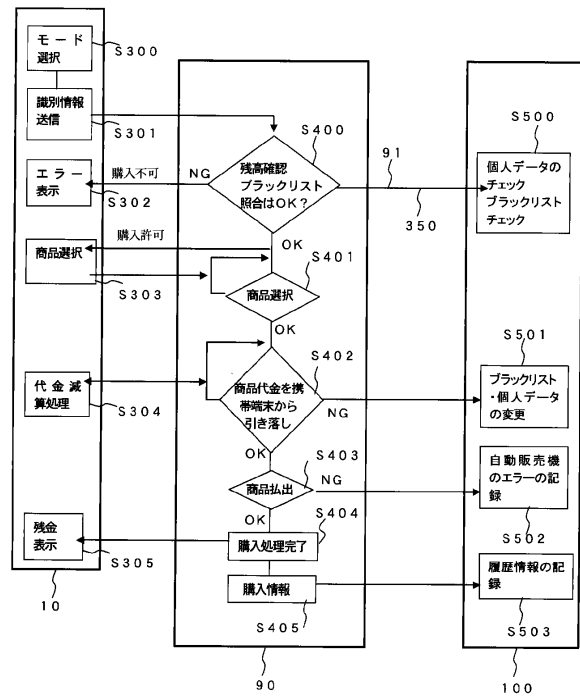 モード
選択
S300
識別情報
送信
S301
エラー
表示
S302
購入不可
NG
商品選択
S303
購入許可
代金減
算処理
S304
残金
表示
S305
10
S400
残高確認
ブラックリスト
照合はOK？
OK
S401
商品選択
OK
S402
商品代金を携
帯端末から
引き落し
NG
OK
S403
商品払出
NG
OK
S404
購入処理完了
購入情報
S405
90
91
350
S500
個人データの
チェック
ブラックリスト
チェック
S501
ブラックリスト
・個人データ
の変更
自動販売機
のエラーの記
録
S502
履歴情報の記
録
S503
100